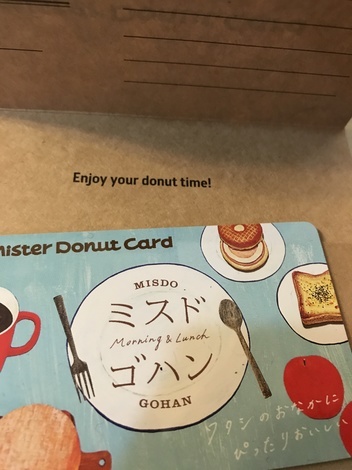 Enjoy your donut time!
Mister Donut Card
MISDO
ミスド
Morning & Lunch
ゴハン
GOHAN
ワタシのおなかに
ぴったりおいしい